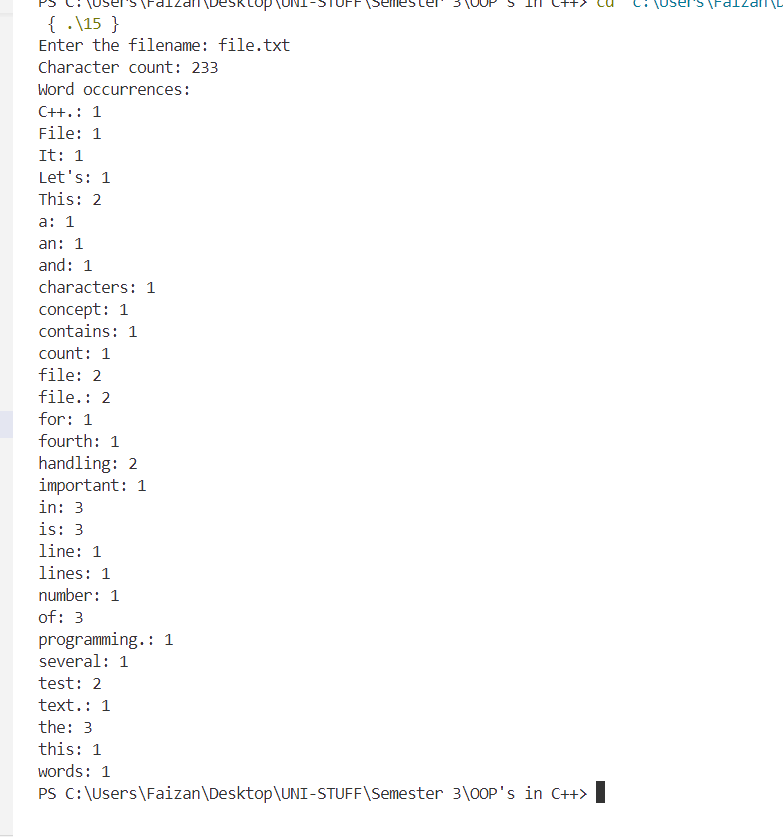 PS C:\Users\Faizan\Desktop\UNI-STUFF\Semester 3\OOP's in C++> cd "c:\Users\Faizan\D
{ .\15 }
Enter the filename: file.txt
Character count: 233
Word occurrences:
C++.: 1
File: 1
It: 1
Let's: 1
This: 2
a: 1
an: 1
and: 1
characters: 1
concept: 1
contains: 1
count: 1
file: 2
file.: 2
for: 1
fourth: 1
handling: 2
important: 1
in: 3
is: 3
line: 1
lines: 1
number: 1
of: 3
programming.: 1
several: 1
test: 2
text.: 1
the: 3
this: 1
words: 1
PS C:\Users\Faizan\Desktop\UNI-STUFF\Semester 3\OOP's in C++>